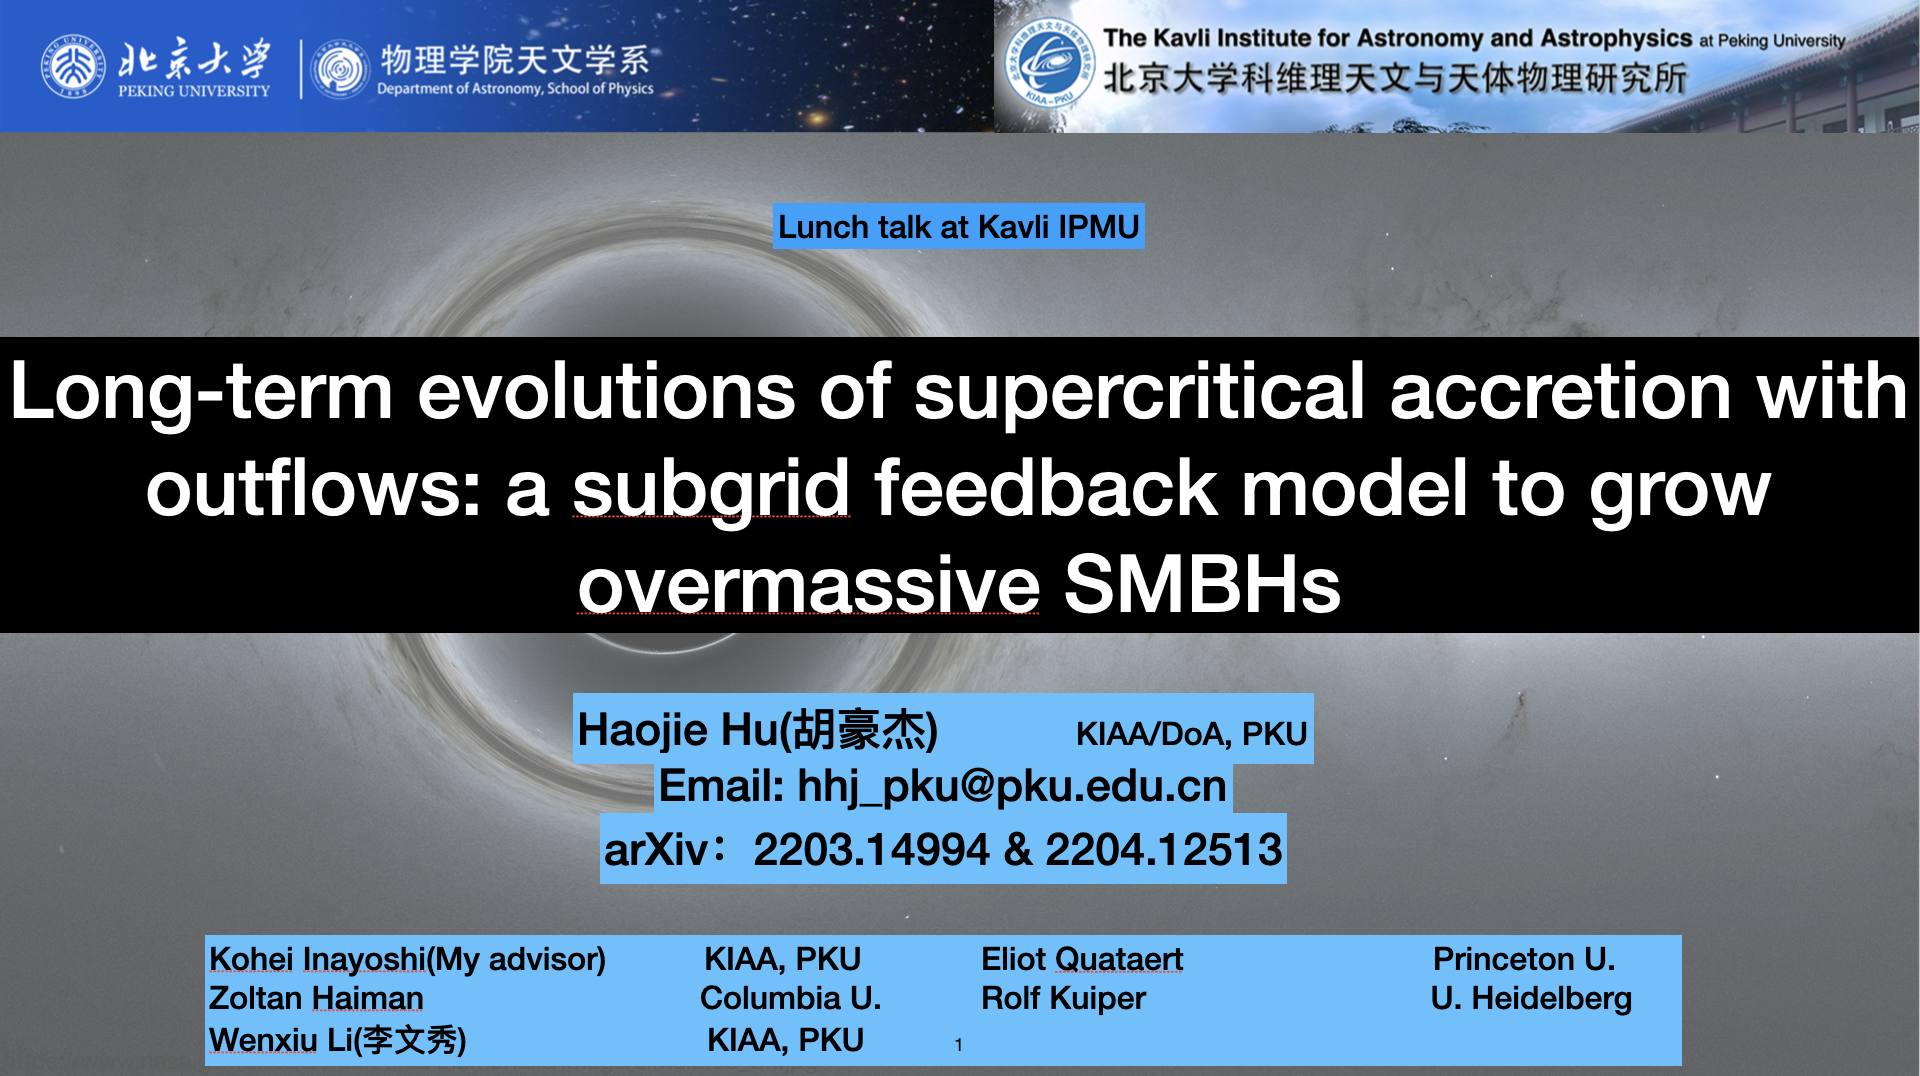 北京大学
PEKING UNIVERSITY
物理学院天文学系
Department of Astronomy, School of Physics
The Kavli Institute for Astronomy and Astrophysics at Peking University
北京大学科维理天文与天体物理研究所
KIAA-PKU
Lunch talk at Kavli IPMU
Long-term evolutions of supercritical accretion with
outflows: a subgrid feedback model to grow
overmassive SMBHs
Haojie Hu(胡豪杰) KIAA/DoA, PKU
Email: hhj_pku@pku.edu.cn
arXiv：2203.14994 & 2204.12513
Kohei Inayoshi(My advisor) KIAA, PKU Eliot Quataert Princeton U.
Zoltan Haiman Columbia U. Rolf Kuiper U. Heidelberg
Wenxiu Li(李文秀) KIAA, PKU
1